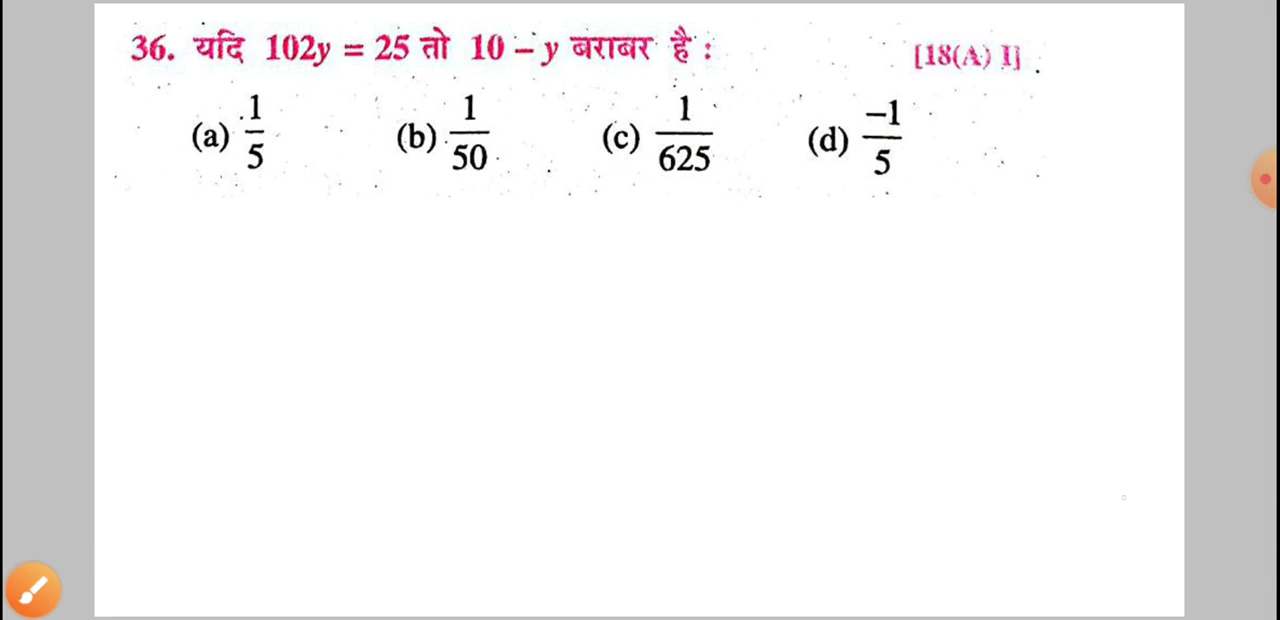 36. यदि 102y = 25 तो 10 – y बराबर है : [18(A) I]
(a) 1/5 (b) 1/50 (c) 1/625 (d) -1/5